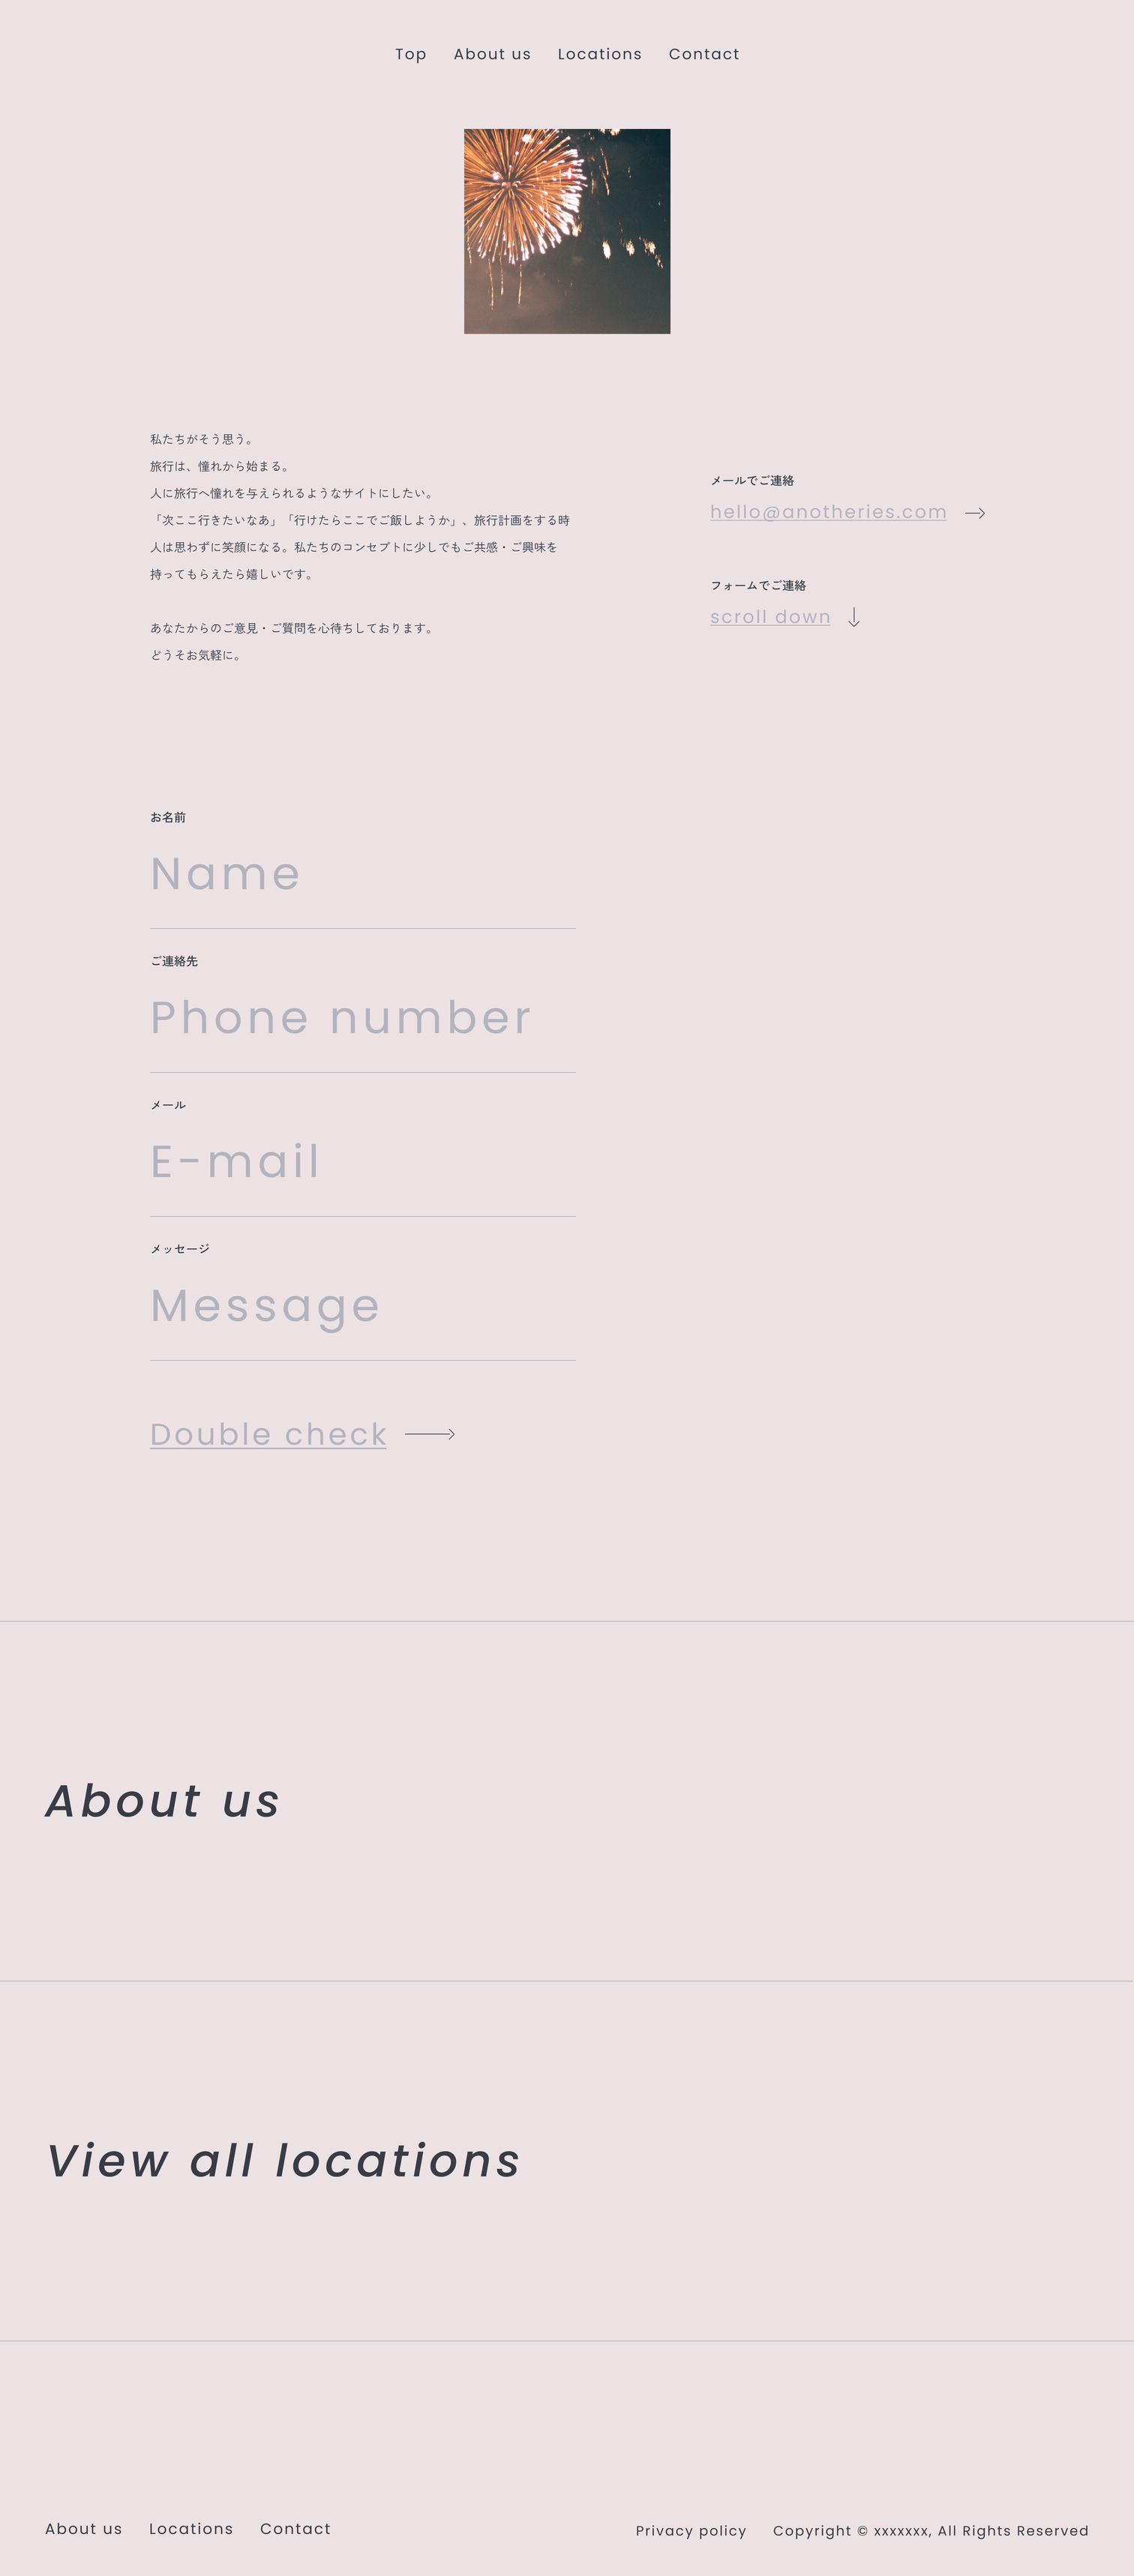 Top About us Locations Contact
私たちがそう思う。
旅行は、憧れから始まる。
人に旅行へ憧れを与えられるようなサイトにしたい。
「次ここ行きたいなあ」「行けたらここでご飯しようか」、旅行計画をする時
人は思わずに笑顔になる。私たちのコンセプトに少しでもご共感・ご興味を
持ってもらえたら嬉しいです。
あなたからのご意見・ご質問を心待ちしております。
どうそお気軽に。
メールでご連絡
hello@anotheries.com
フォームでご連絡
scroll down
お名前
Name
ご連絡先
Phone number
メール
E-mail
メッセージ
Message
Double check
About us
View all locations
About us Locations Contact
Privacy policy Copyright © xxxxxxx, All Rights Reserved